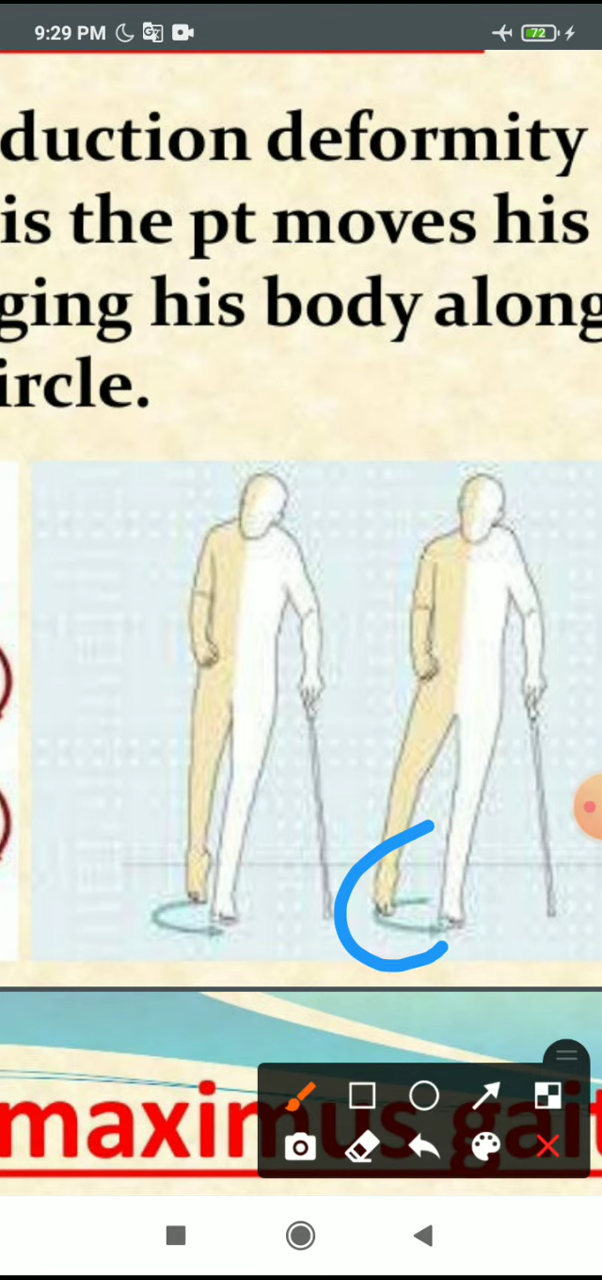 9:29 PM
72
duction deformity
is the pt moves his
ging his body along
ircle.
maximus gait